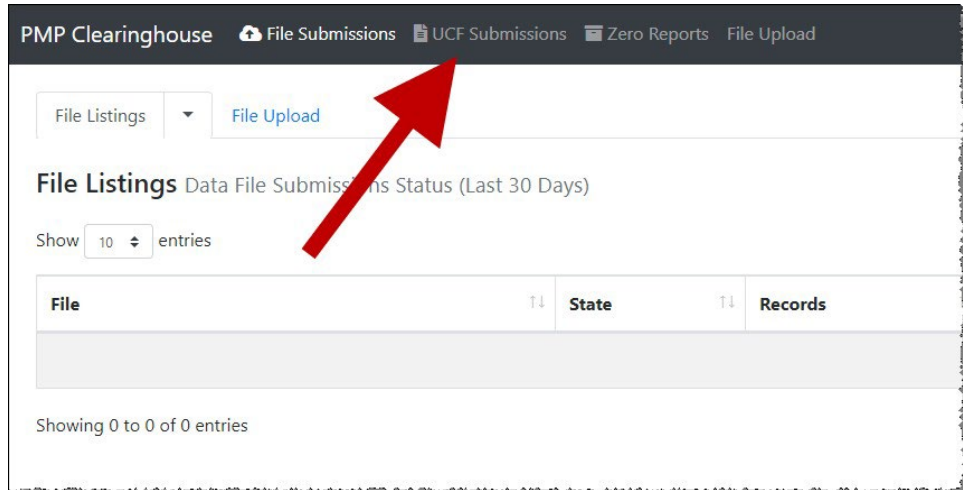 PMP Clearinghouse File Submissions UCF Submissions Zero Reports File Upload
File Listings File Upload
File Listings Data File Submissions Status (Last 30 Days)
Show 10 entries
File State Records
Showing 0 to 0 of 0 entries